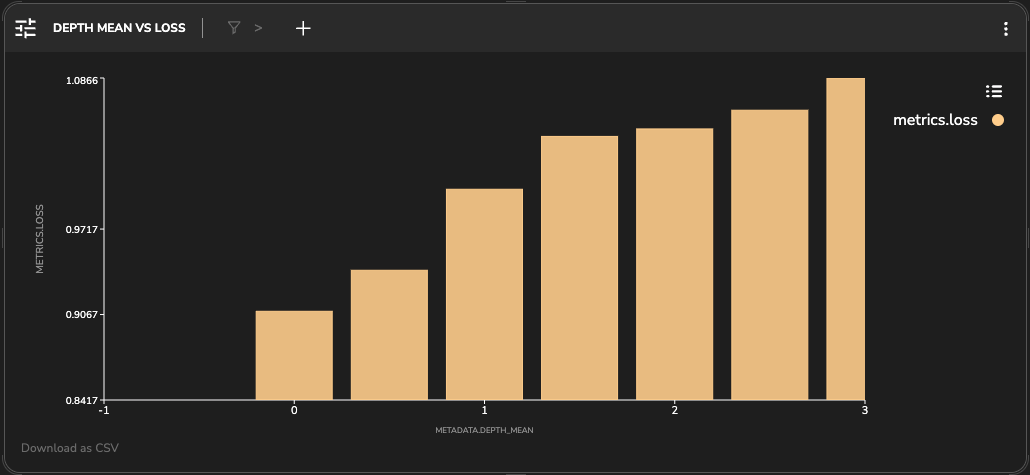 DEPTH MEAN VS LOSS
>
+
1.0866
metrics.loss
METRICS.LOSS
0.9717
0.9067
0.8417
-1
0
1
2
3
METADATA.DEPTH_MEAN
Download as CSV